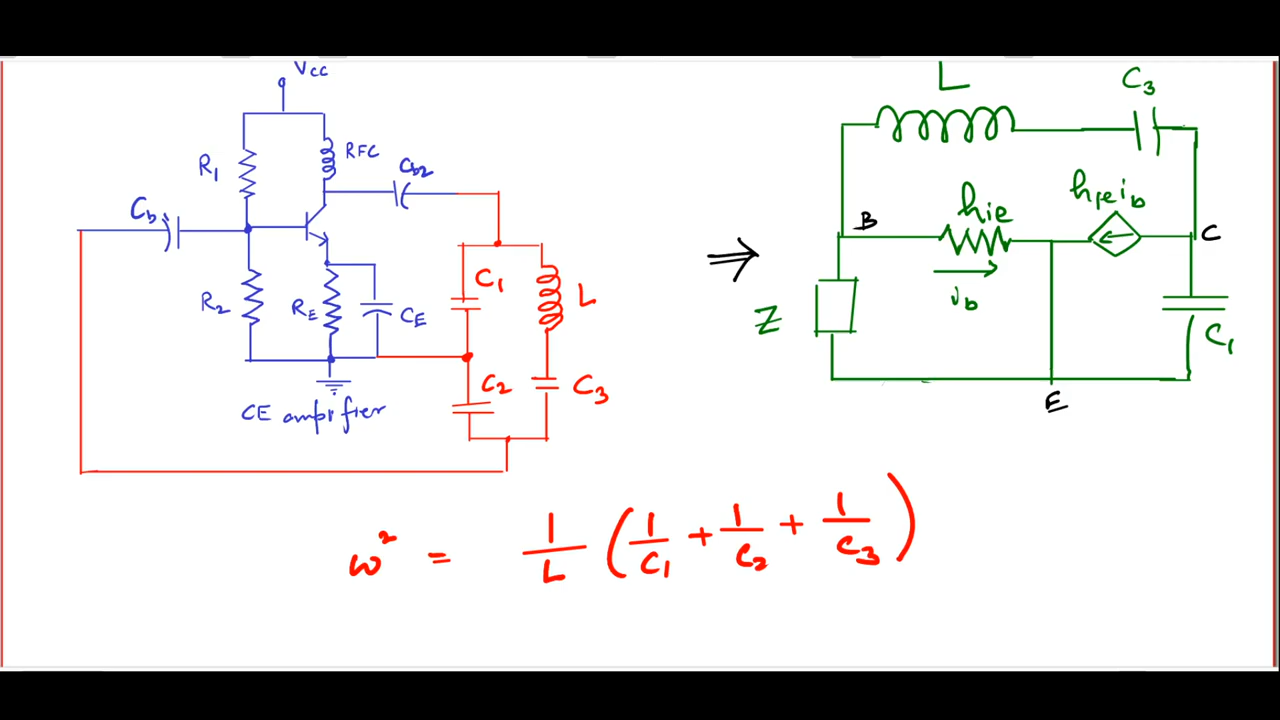 Vcc
R1
RFC
Cb1
Cb2
R2
RE
CE
C1
L
C2
C3
CE amplifier
⇒
L
C3
B
hie
hfeib
C
ib
Z
C1
E
ω² = 1/L (1/C1 + 1/C2 + 1/C3)